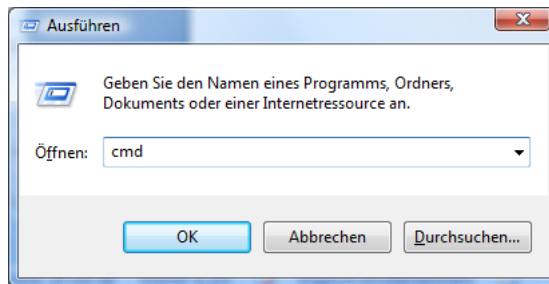 Ausführen
Geben Sie den Namen eines Programms, Ordners,
Dokuments oder einer Internetressource an.
Öffnen: cmd
OK Abbrechen Durchsuchen...